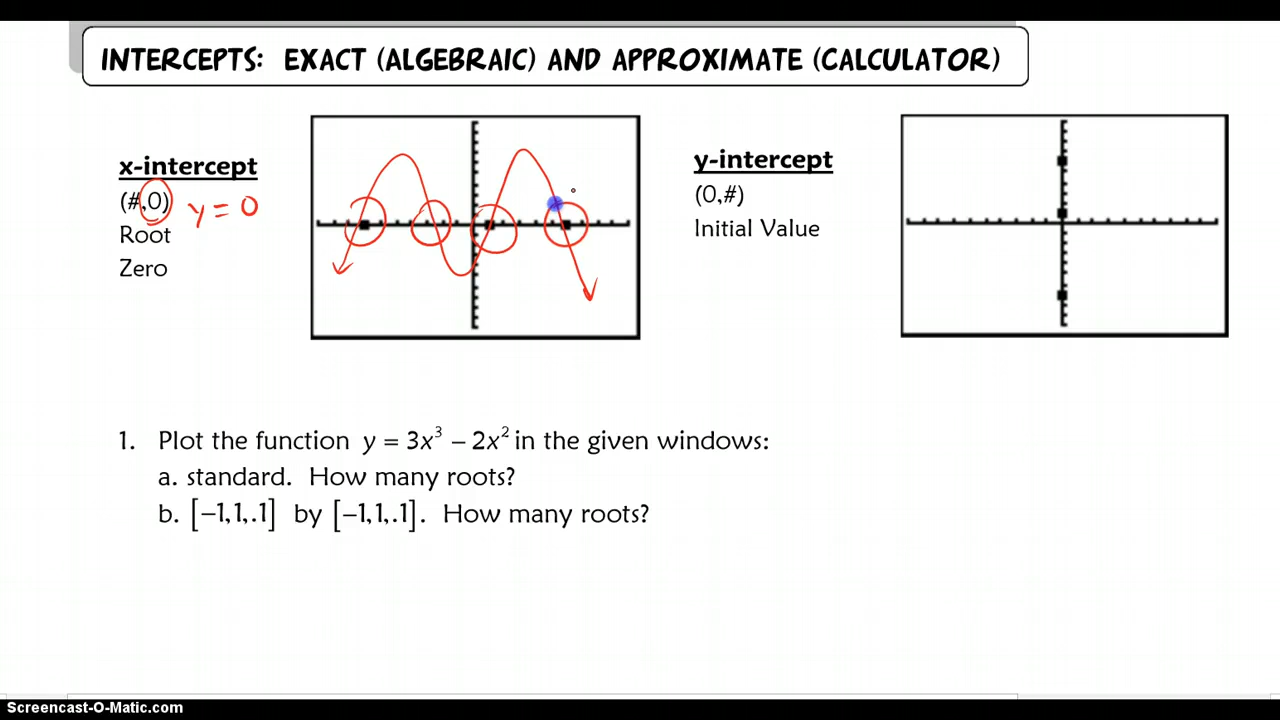 INTERCEPTS: EXACT (ALGEBRAIC) AND APPROXIMATE (CALCULATOR)
x-intercept
(#,0) y = 0
Root
Zero
y-intercept
(0,#)
Initial Value
1. Plot the function y = 3x³ – 2x² in the given windows:
a. standard. How many roots?
b. [–1,1,.1] by [–1,1,.1]. How many roots?
Screencast-O-Matic.com